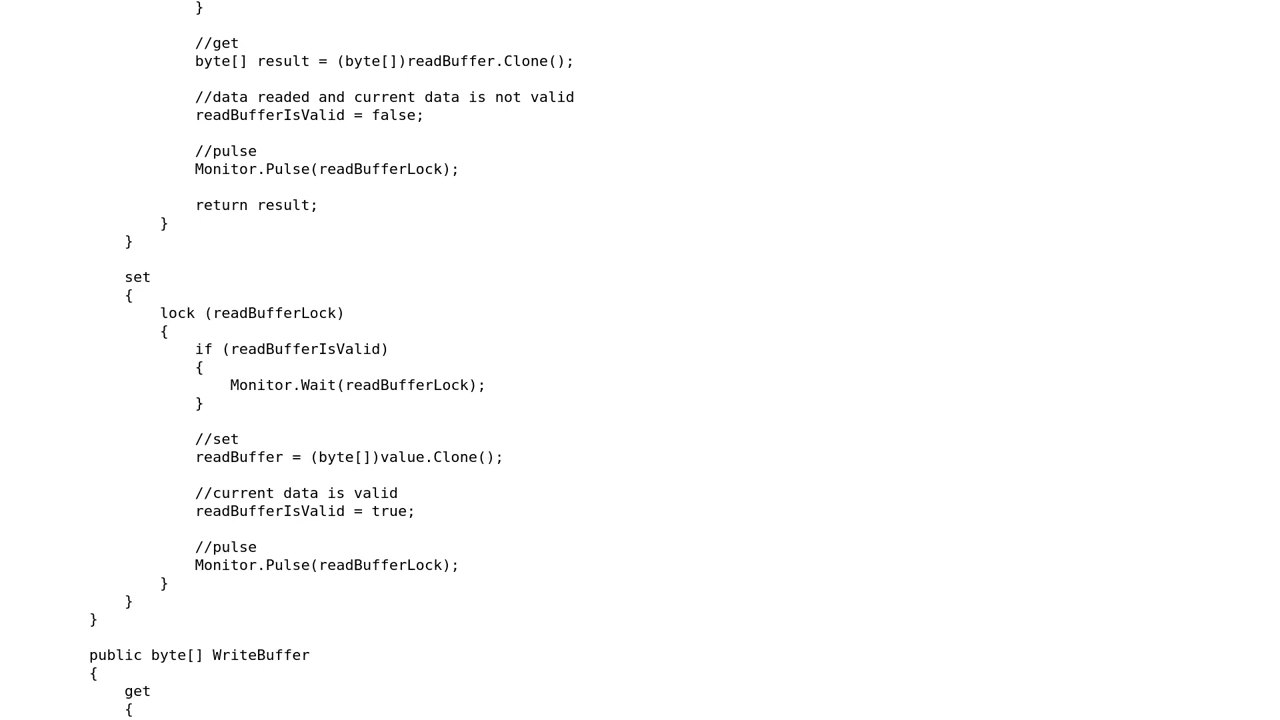 }
//get
byte[] result = (byte[])readBuffer.Clone();
//data readed and current data is not valid
readBufferIsValid = false;
//pulse
Monitor.Pulse(readBufferLock);
return result;
}
}
set
{
lock (readBufferLock)
{
if (readBufferIsValid)
{
Monitor.Wait(readBufferLock);
}
//set
readBuffer = (byte[])value.Clone();
//current data is valid
readBufferIsValid = true;
//pulse
Monitor.Pulse(readBufferLock);
}
}
}
public byte[] WriteBuffer
{
get
{